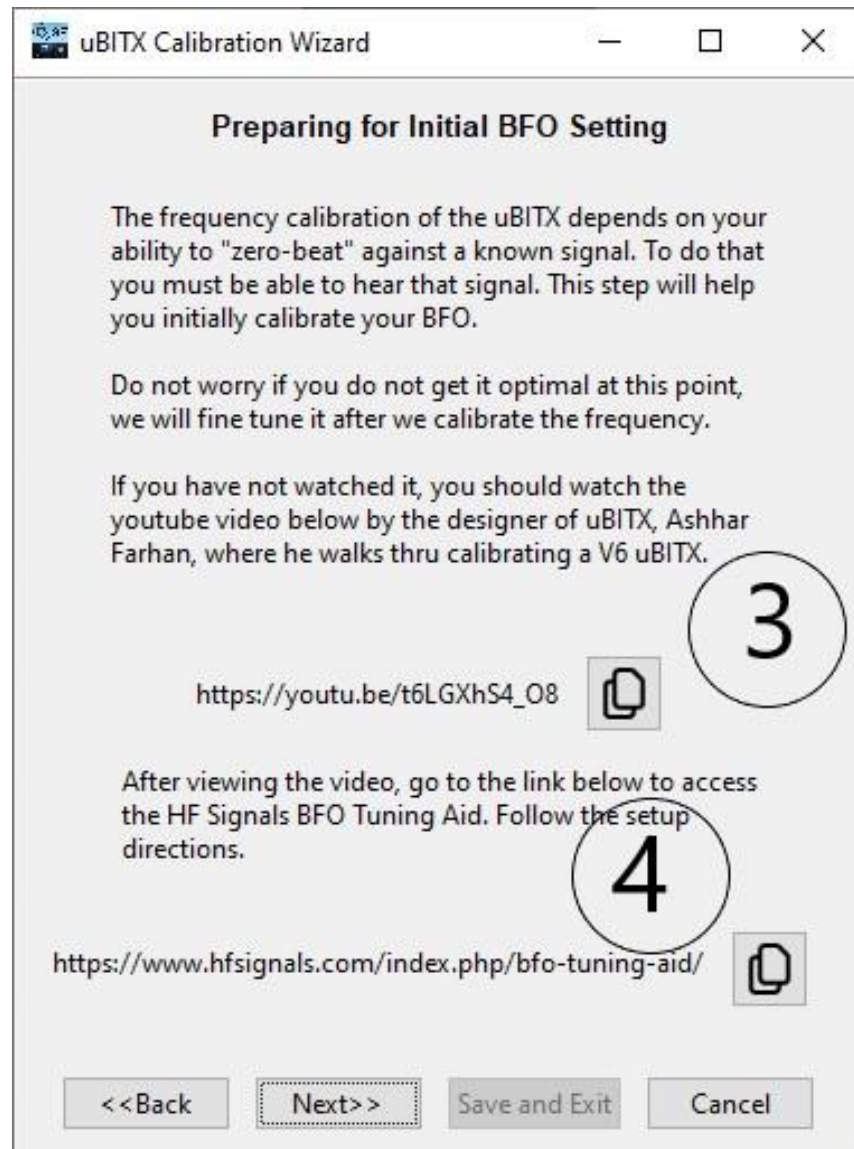 uBITX Calibration Wizard
Preparing for Initial BFO Setting
The frequency calibration of the uBITX depends on your
ability to "zero-beat" against a known signal. To do that
you must be able to hear that signal. This step will help
you initially calibrate your BFO.
Do not worry if you do not get it optimal at this point,
we will fine tune it after we calibrate the frequency.
If you have not watched it, you should watch the
youtube video below by the designer of uBITX, Ashhar
Farhan, where he walks thru calibrating a V6 uBITX.
3
https://youtu.be/t6LGXhS4_O8
After viewing the video, go to the link below to access
the HF Signals BFO Tuning Aid. Follow the setup
directions.
4
https://www.hfsignals.com/index.php/bfo-tuning-aid/
<<Back Next>> Save and Exit Cancel